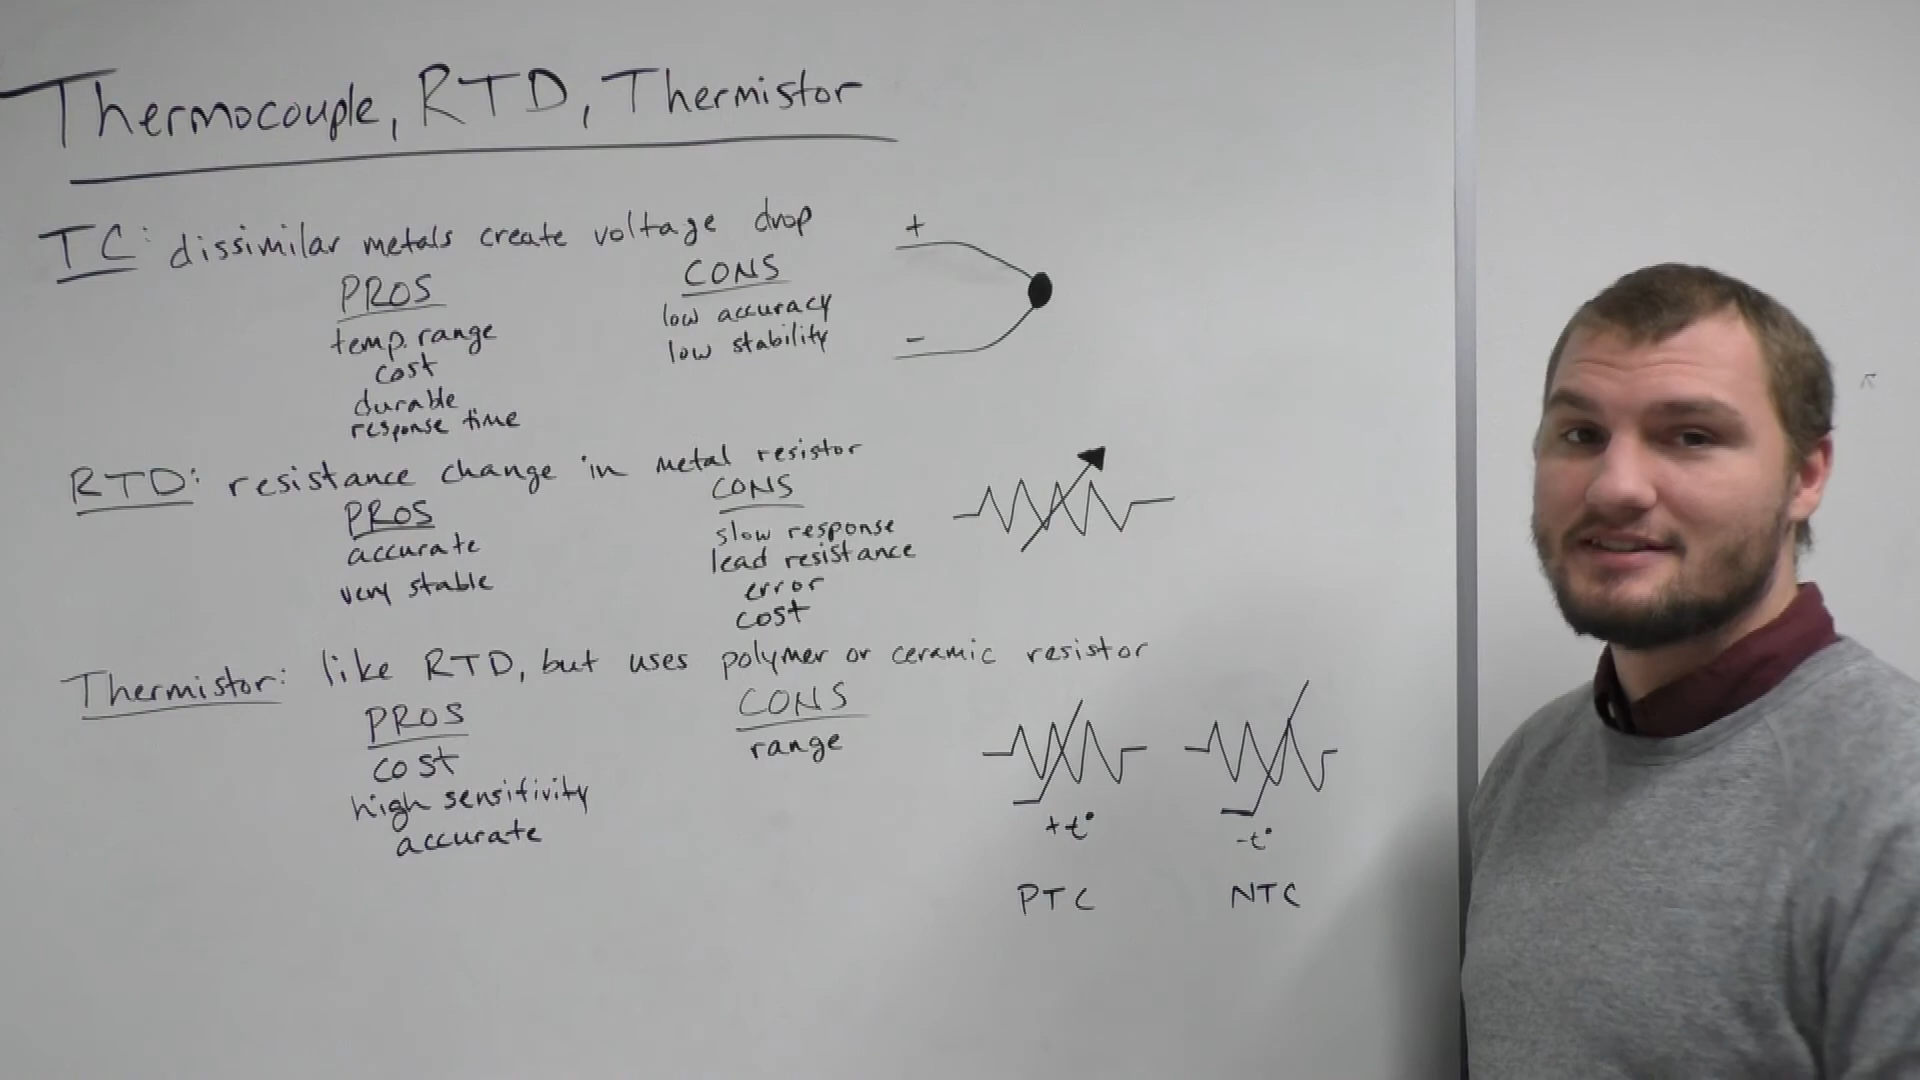 Thermocouple, RTD, Thermistor
TC: dissimilar metals create voltage drop
PROS
temp. range
cost
durable
response time
CONS
low accuracy
low stability
+
-
RTD: resistance change in metal resistor
PROS
accurate
very stable
CONS
slow response
lead resistance
error
cost
Thermistor: like RTD, but uses polymer or ceramic resistor
PROS
cost
high sensitivity
accurate
CONS
range
+t°
PTC
-t°
NTC